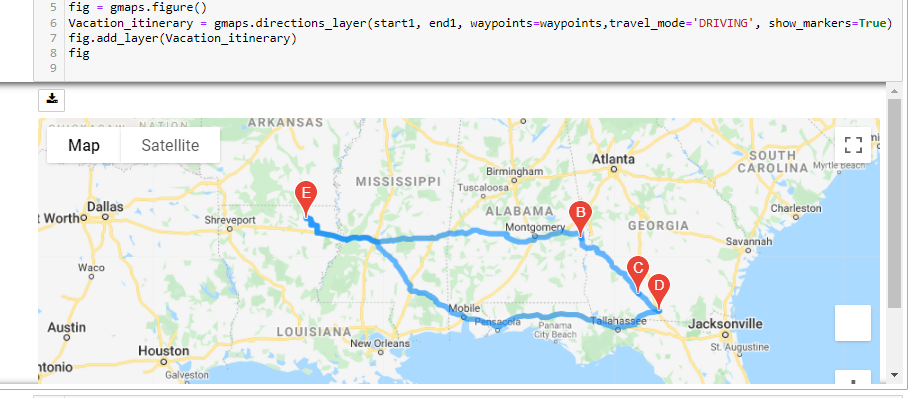 5 fig = gmaps.figure()
6 Vacation_itinerary = gmaps.directions_layer(start1, end1, waypoints=waypoints,travel_mode='DRIVING', show_markers=True)
7 fig.add_layer(Vacation_itinerary)
8 fig
9
ARKANSAS
Map Satellite
Atlanta
SOUTH
CAROLINA
Myrtle Beach
Birmingham
MISSISSIPPI
Tuscaloosa
E
Dallas
t Worth
Shreveport
ALABAMA
B
Charleston
Montgomery
GEORGIA
Savannah
Waco
C
D
Mobile
Pensacola
Tallahassee
Panama
City Beach
Jacksonville
Austin
LOUISIANA
New Orleans
St. Augustine
Houston
tonio
Galveston